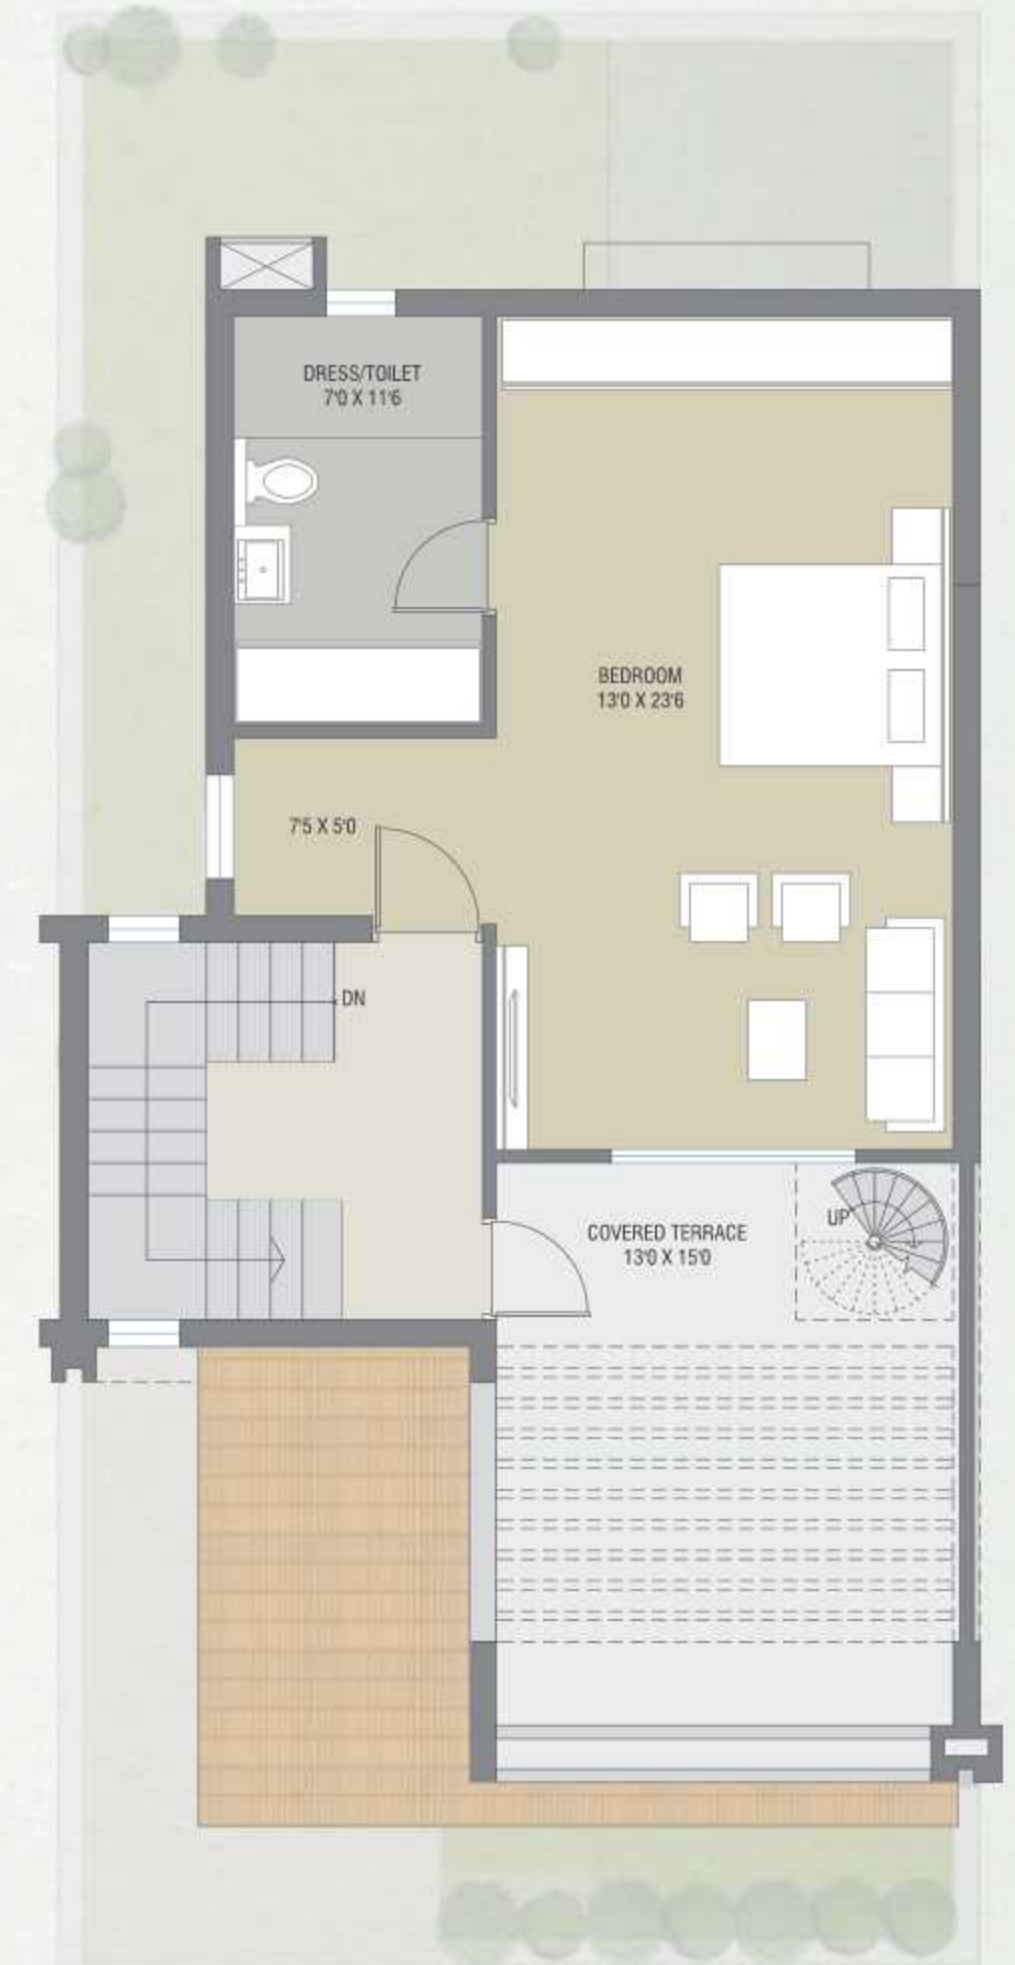 DRESS/TOILET
7'0 X 11'6
BEDROOM
13'0 X 23'6
7'5 X 5'0
DN
UP
COVERED TERRACE
13'0 X 15'0